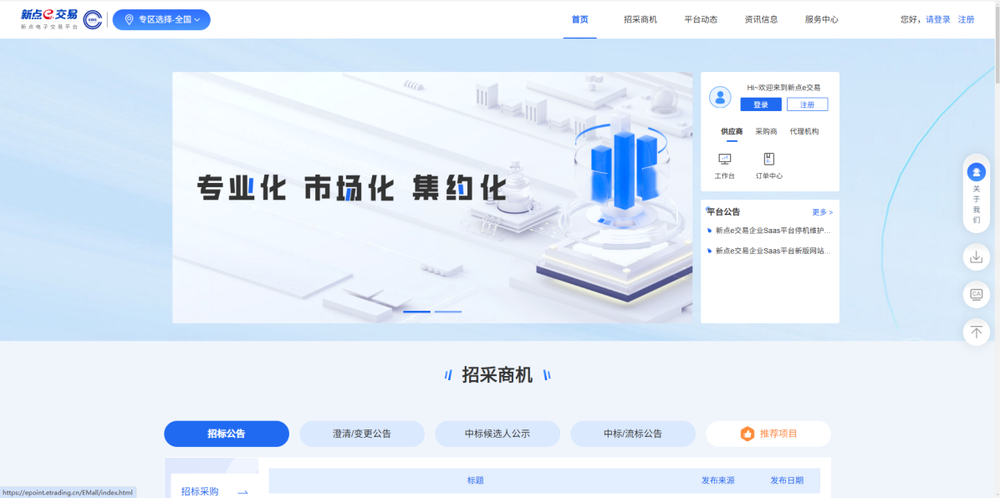 新点e交易
新点电子交易平台
专区选择-全国
首页
招采商机
平台动态
资讯信息
服务中心
您好，请登录 注册
专业化 市场化 集约化
Hi~欢迎来到新点e交易
登录
注册
供应商
采购商
代理机构
工作台
订单中心
平台公告
更多 >
新点e交易企业Saas平台停机维护...
新点e交易企业Saas平台新版网站...
关于我们
CA
招采商机
招标公告
澄清/变更公告
中标候选人公示
中标/流标公告
推荐项目
招标采购
标题
发布来源
发布日期
https://epoint.etrading.cn/EMall/index.html